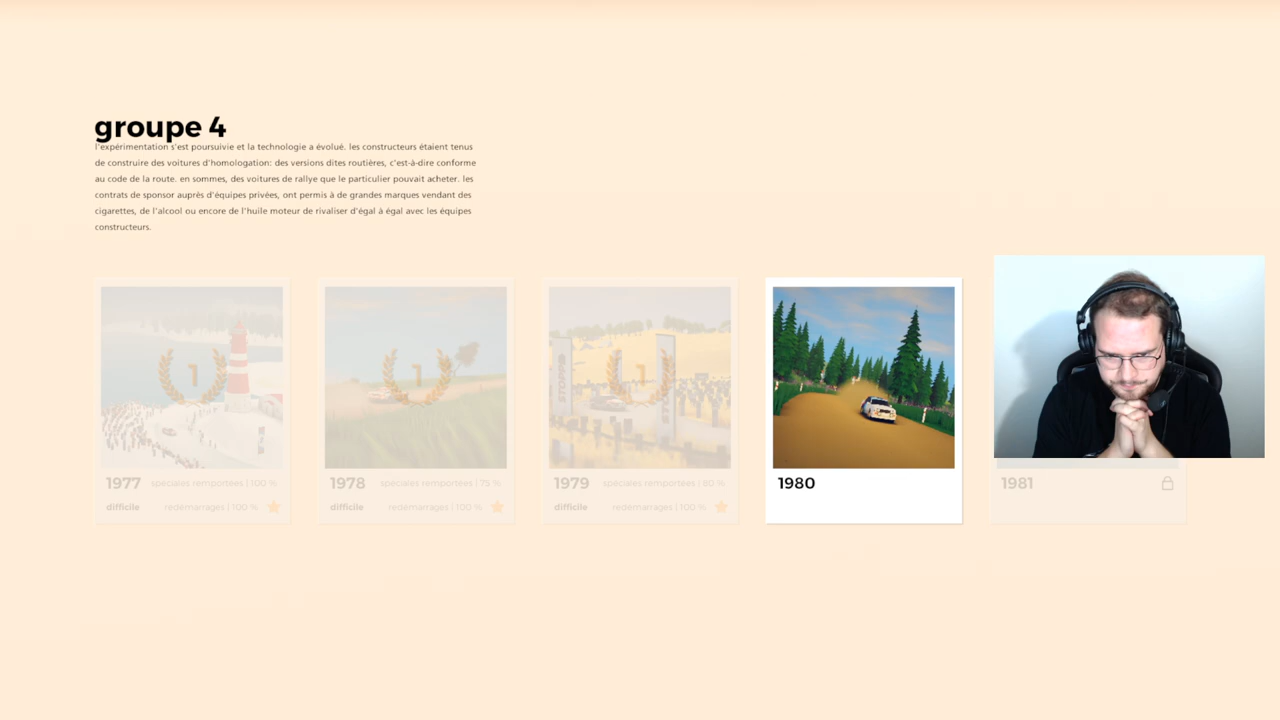 groupe 4
l'expérimentation s'est poursuivie et la technologie a évolué. les constructeurs étaient tenus
de construire des voitures d'homologation: des versions dites routières, c'est-à-dire conforme
au code de la route. en sommes, des voitures de rallye que le particulier pouvait acheter. les
contrats de sponsor auprès d'équipes privées, ont permis à de grandes marques vendant des
cigarettes, de l'alcool ou encore de l'huile moteur de rivaliser d'égal à égal avec les équipes
constructeurs.
1
1
1
1977 spéciales remportées | 100 %
difficile redémarrages | 100 %
1978 spéciales remportées | 75 %
difficile redémarrages | 100 %
1979 spéciales remportées | 80 %
difficile redémarrages | 100 %
1980
1981